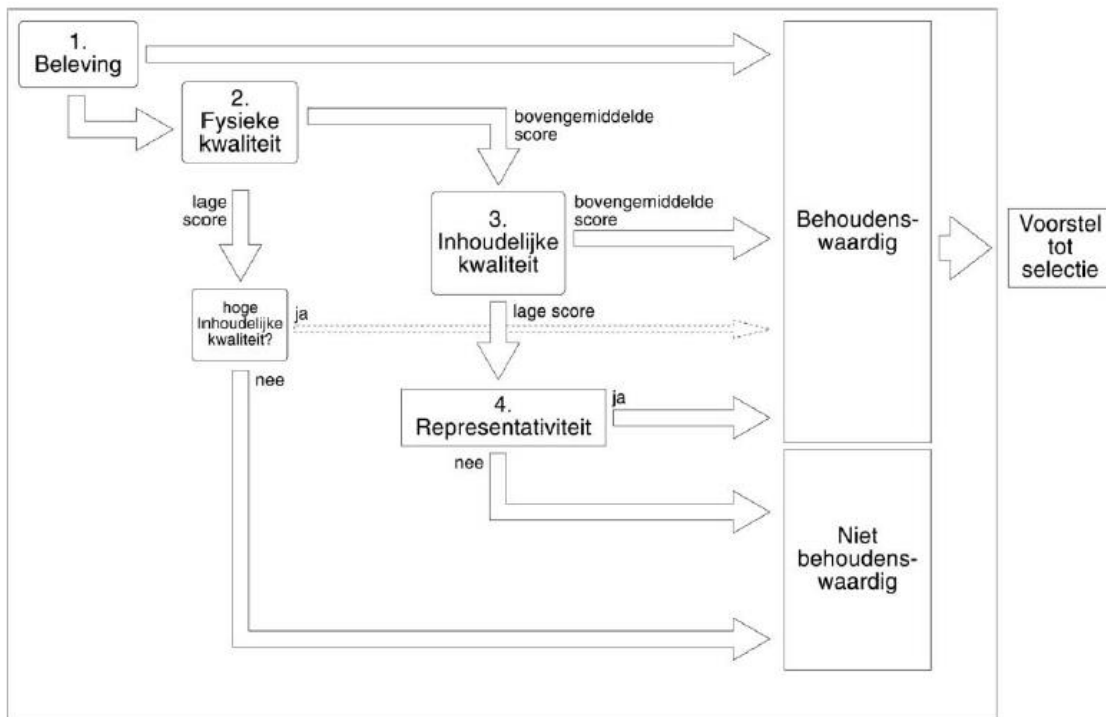 1.
Beleving
2.
Fysieke
kwaliteit
bovengemiddelde
score
lage
score
3.
Inhoudelijke
kwaliteit
bovengemiddelde
score
hoge
Inhoudelijke
kwaliteit?
ja
nee
lage score
4.
Representativiteit
ja
nee
Behoudens-
waardig
Niet
behoudens-
waardig
Voorstel
tot
selectie